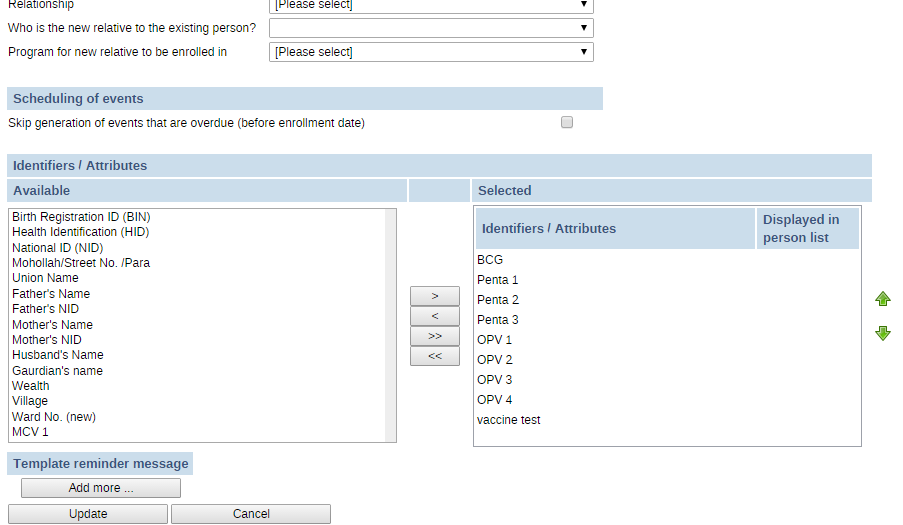 Relationship [Please select]
Who is the new relative to the existing person?
Program for new relative to be enrolled in [Please select]
Scheduling of events
Skip generation of events that are overdue (before enrollment date)
Identifiers / Attributes
Available Selected
Birth Registration ID (BIN)
Health Identification (HID)
National ID (NID)
Mohollah/Street No. /Para
Union Name
Father's Name
Father's NID
Mother's Name
Mother's NID
Husband's Name
Gaurdian's name
Wealth
Village
Ward No. (new)
MCV 1
>
<
>>
<<
Identifiers / Attributes
Displayed in
person list
BCG
Penta 1
Penta 2
Penta 3
OPV 1
OPV 2
OPV 3
OPV 4
vaccine test
Template reminder message
Add more ...
Update Cancel